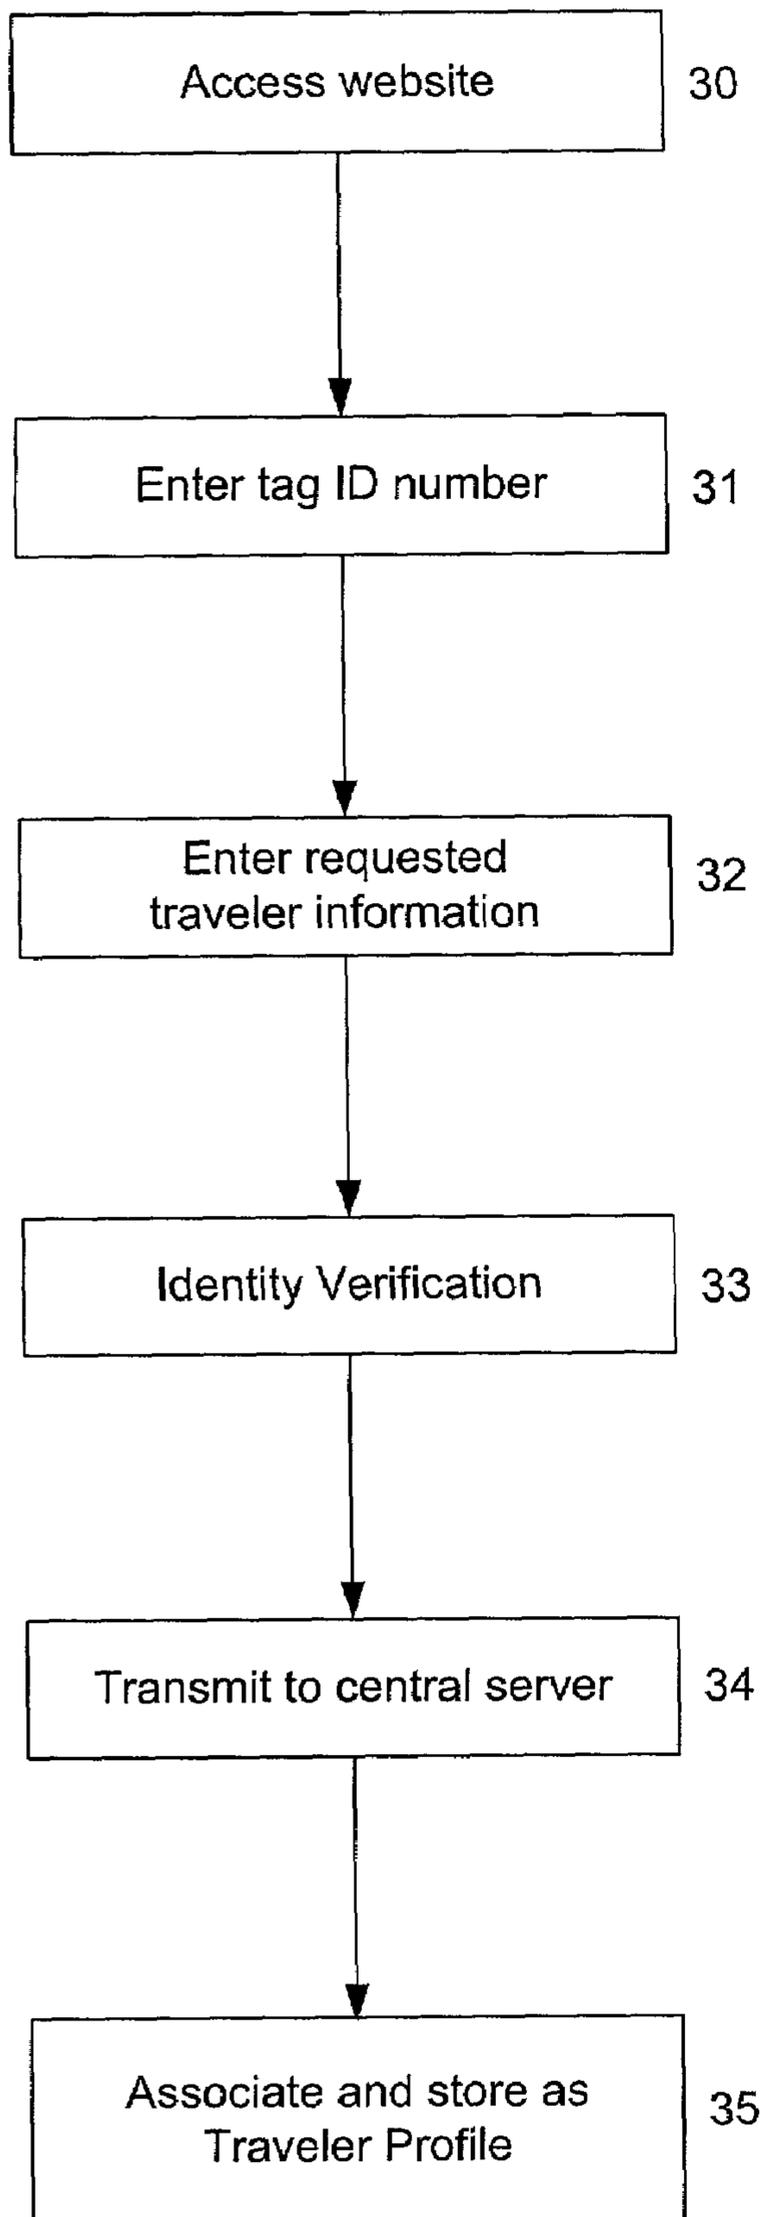 Access website 30
Enter tag ID number 31
Enter requested
traveler information 32
Identity Verification 33
Transmit to central server 34
Associate and store as
Traveler Profile 35